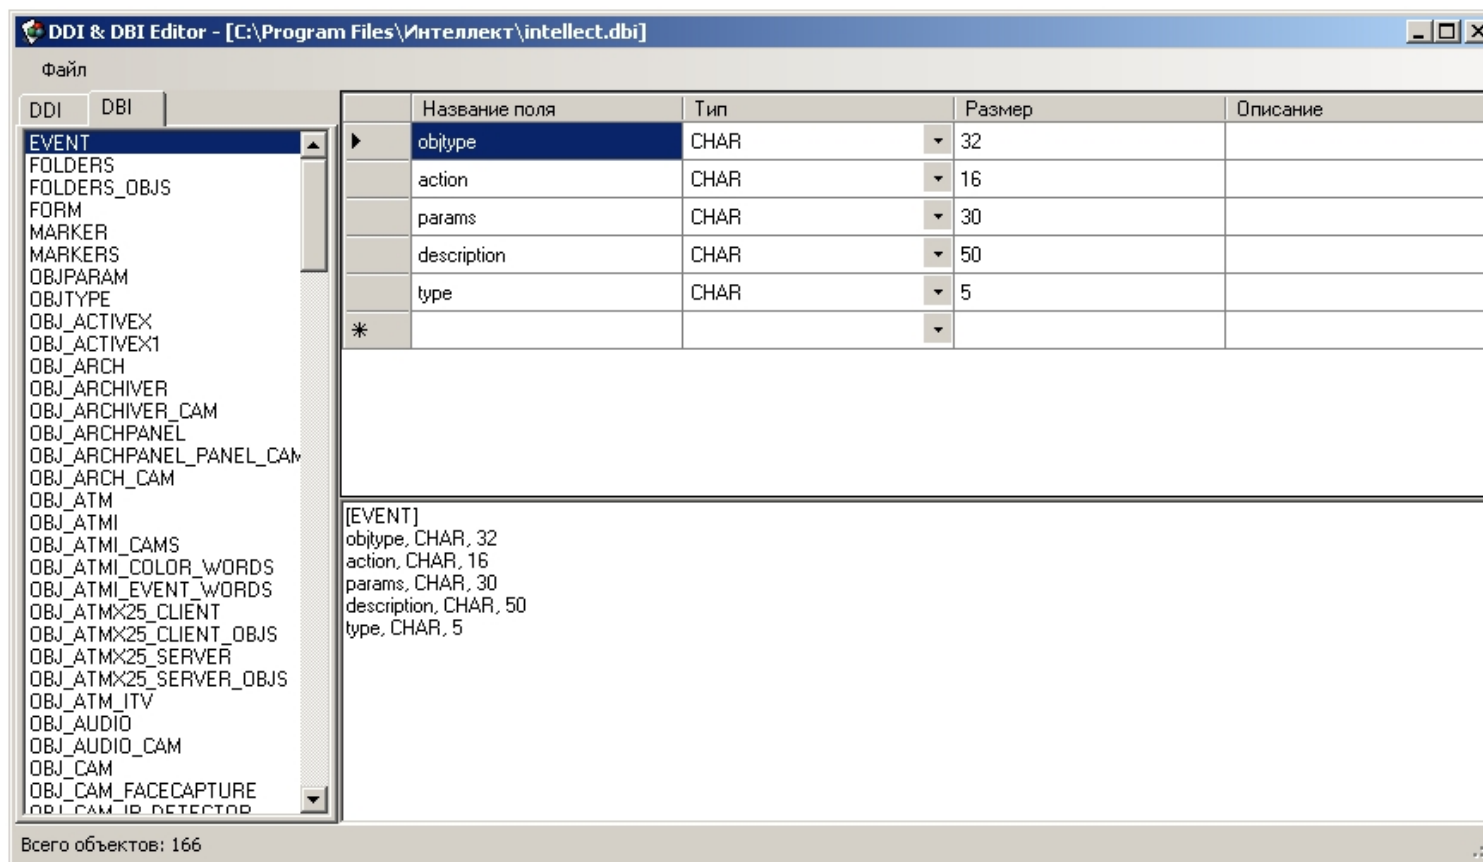 DDI & DBI Editor - [C:\Program Files\Интеллект\intellect.dbi]
Файл
DDI DBI
EVENT
FOLDERS
FOLDERS_OBJS
FORM
MARKER
MARKERS
OBJPARAM
OBJTYPE
OBJ_ACTIVEX
OBJ_ACTIVEX1
OBJ_ARCH
OBJ_ARCHIVER
OBJ_ARCHIVER_CAM
OBJ_ARCHPANEL
OBJ_ARCHPANEL_PANEL_CAM
OBJ_ARCH_CAM
OBJ_ATM
OBJ_ATMI
OBJ_ATMI_CAMS
OBJ_ATMI_COLOR_WORDS
OBJ_ATMI_EVENT_WORDS
OBJ_ATMX25_CLIENT
OBJ_ATMX25_CLIENT_OBJS
OBJ_ATMX25_SERVER
OBJ_ATMX25_SERVER_OBJS
OBJ_ATM_ITV
OBJ_AUDIO
OBJ_AUDIO_CAM
OBJ_CAM
OBJ_CAM_FACECAPTURE
OBJ_CAM_IP_DETECTOR
Название поля Тип Размер Описание
objtype CHAR 32
action CHAR 16
params CHAR 30
description CHAR 50
type CHAR 5
[EVENT]
objtype, CHAR, 32
action, CHAR, 16
params, CHAR, 30
description, CHAR, 50
type, CHAR, 5
Всего объектов: 166